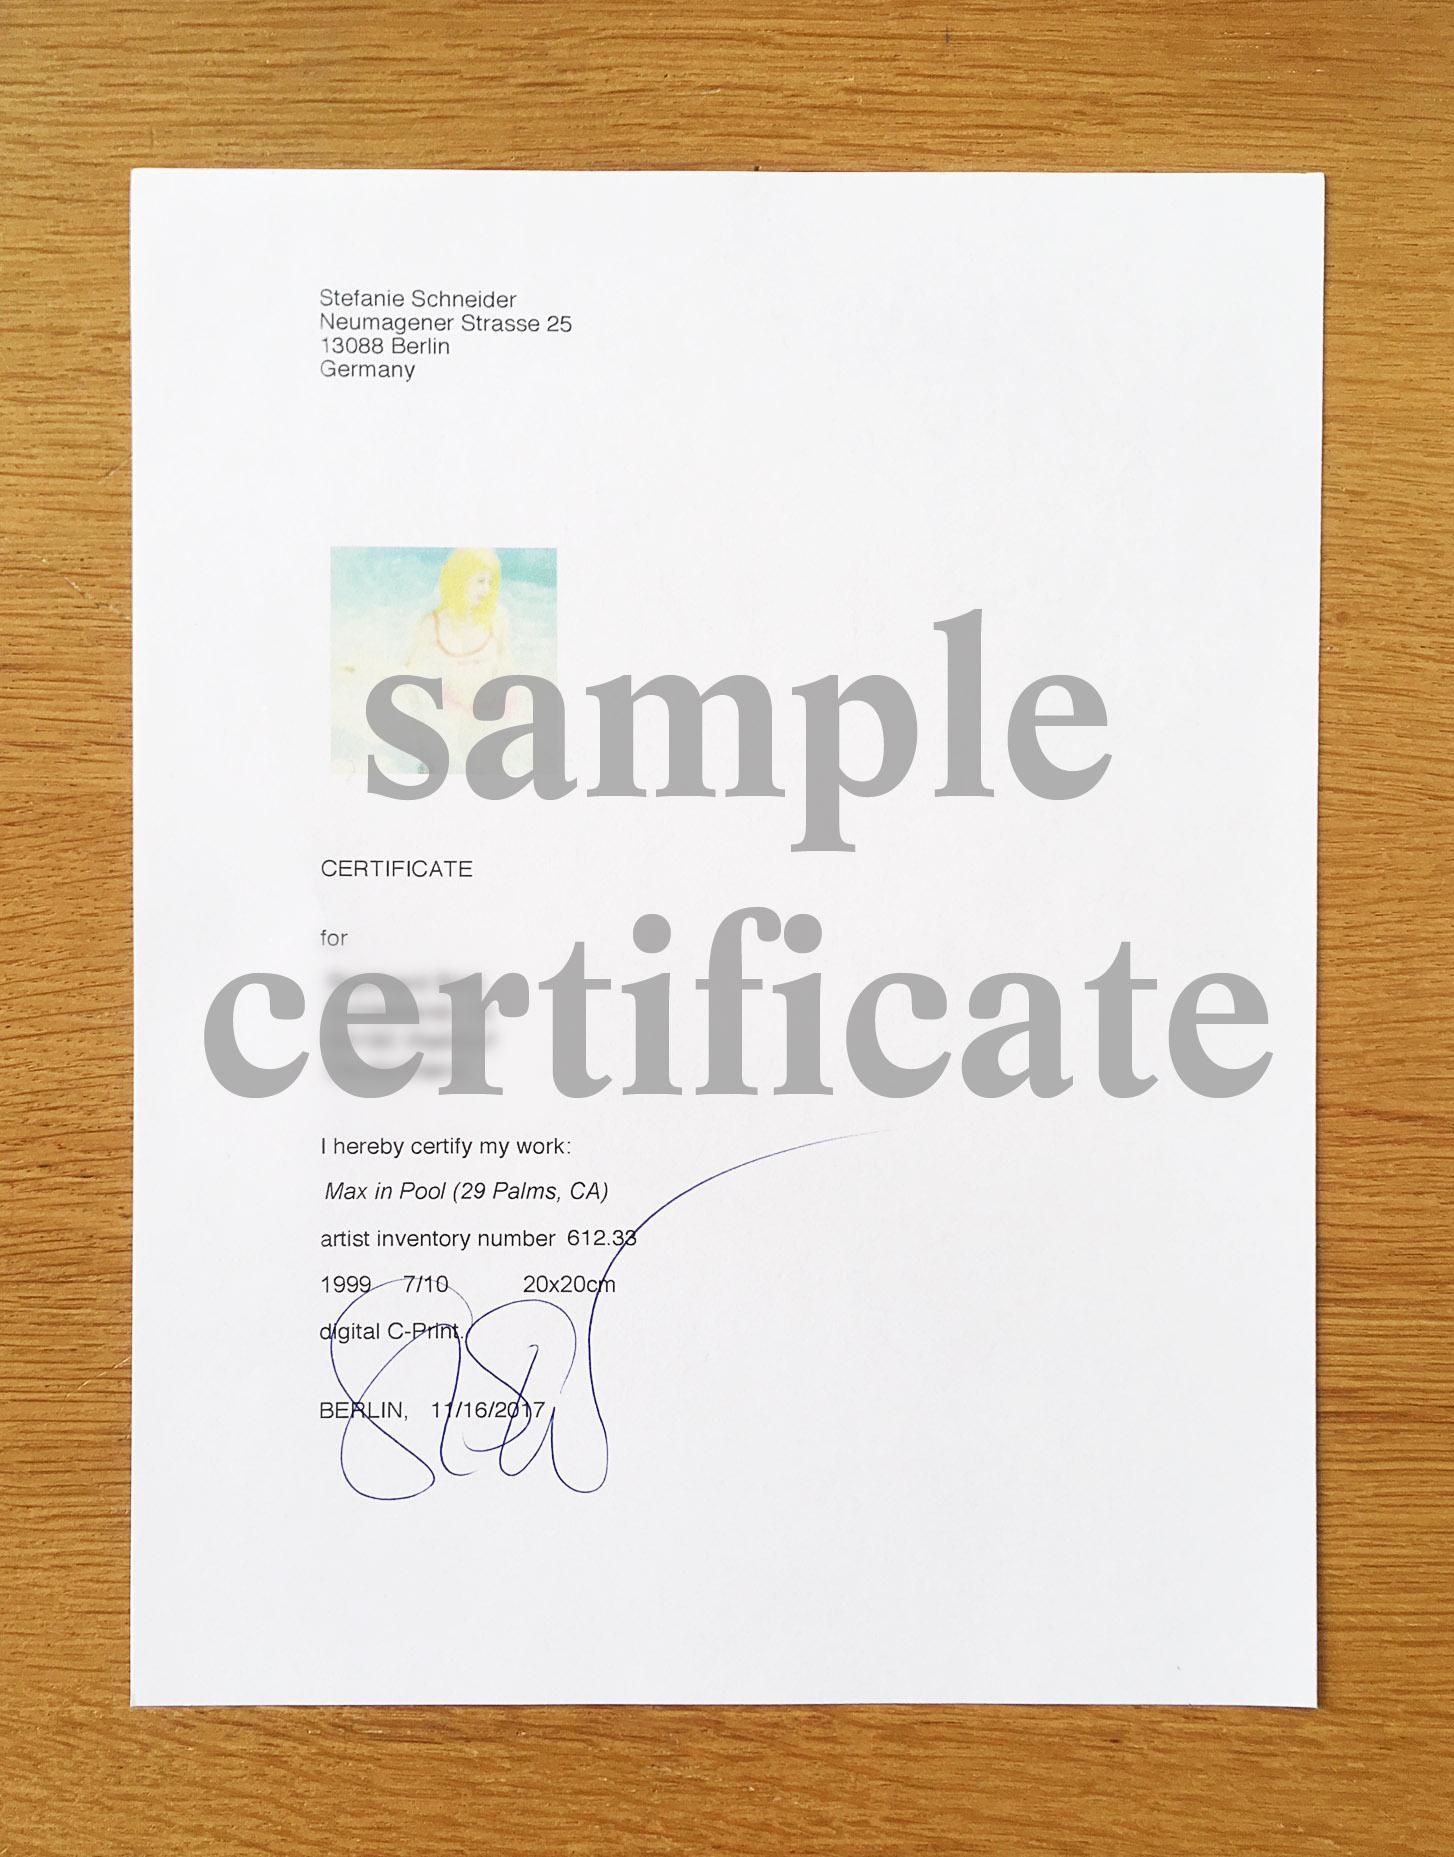 Stefanie Schneider
Neumagener Strasse 25
13088 Berlin
Germany
sample
CERTIFICATE
certificate
for
I hereby certify my work:
Max in Pool (29 Palms, CA)
artist inventory number 612.33
1999 7/10 20x20cm
digital C-Print.
BERLIN, 11/16/2017